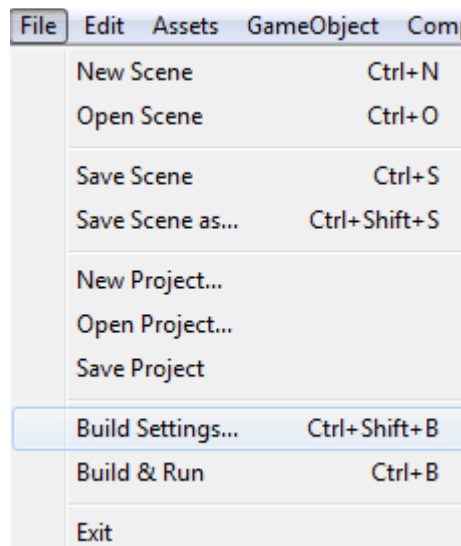 File Edit Assets GameObject Com
New Scene Ctrl+N
Open Scene Ctrl+O
Save Scene Ctrl+S
Save Scene as... Ctrl+Shift+S
New Project...
Open Project...
Save Project
Build Settings... Ctrl+Shift+B
Build & Run Ctrl+B
Exit